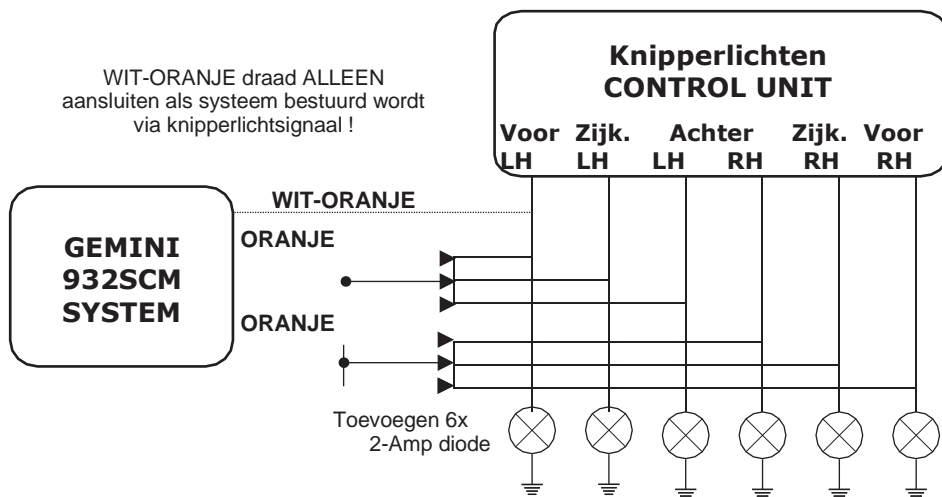 Knipperlichten
CONTROL UNIT
Voor Zijk. Achter Zijk. Voor
LH LH LH RH RH RH
WIT-ORANJE draad ALLEEN
aansluiten als systeem bestuurd wordt
via knipperlichtsignaal !
WIT-ORANJE
ORANJE
GEMINI
932SCM
SYSTEM
ORANJE
Toevoegen 6x
2-Amp diode